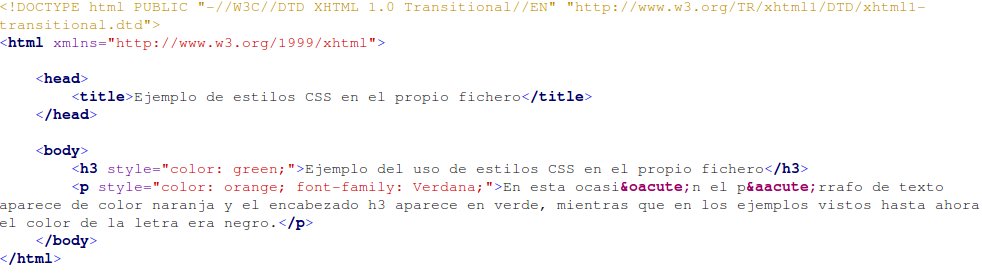 <!DOCTYPE html PUBLIC "-//W3C//DTD XHTML 1.0 Transitional//EN" "http://www.w3.org/TR/xhtml1/DTD/xhtml1-
transitional.dtd">
<html xmlns="http://www.w3.org/1999/xhtml">
<head>
<title>Ejemplo de estilos CSS en el propio fichero</title>
</head>
<body>
<h3 style="color: green;">Ejemplo del uso de estilos CSS en el propio fichero</h3>
<p style="color: orange; font-family: Verdana;">En esta ocasi&oacute;n el p&aacute;rrafo de texto
aparece de color naranja y el encabezado h3 aparece en verde, mientras que en los ejemplos vistos hasta ahora
el color de la letra era negro.</p>
</body>
</html>